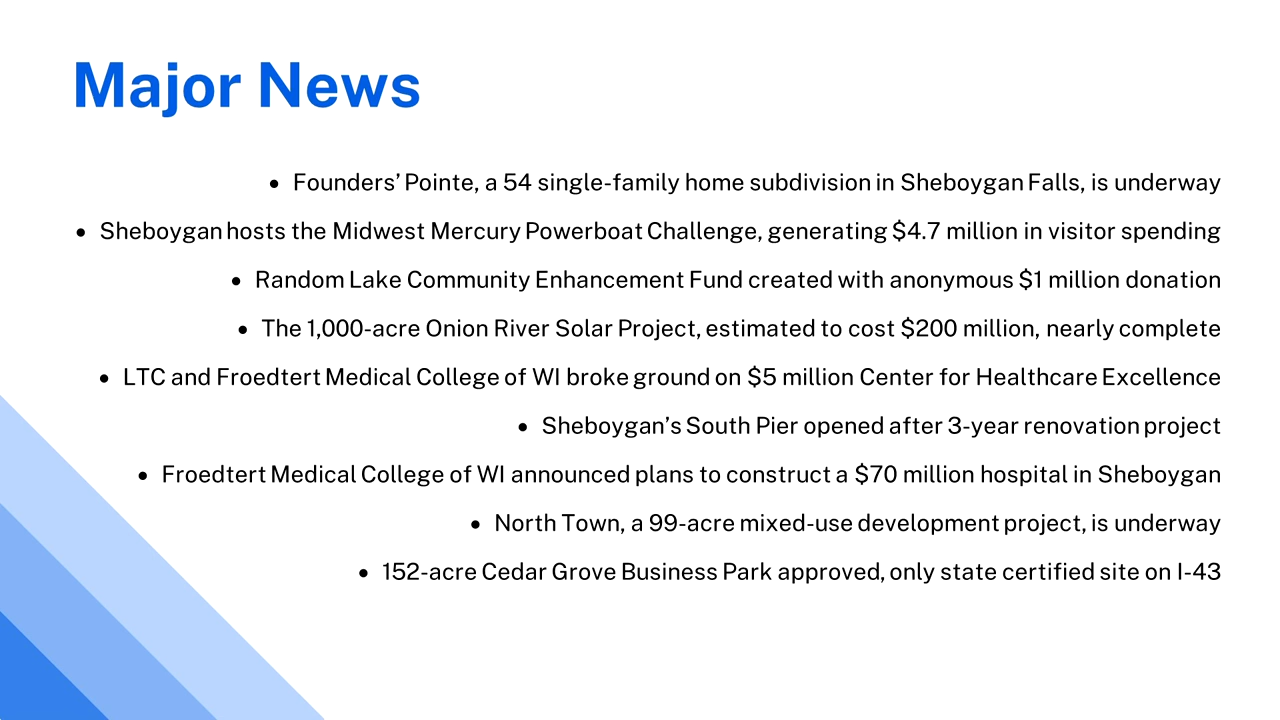 Major News
• Founders’ Pointe, a 54 single-family home subdivision in Sheboygan Falls, is underway
• Sheboygan hosts the Midwest Mercury Powerboat Challenge, generating $4.7 million in visitor spending
• Random Lake Community Enhancement Fund created with anonymous $1 million donation
• The 1,000-acre Onion River Solar Project, estimated to cost $200 million, nearly complete
• LTC and Froedtert Medical College of WI broke ground on $5 million Center for Healthcare Excellence
• Sheboygan’s South Pier opened after 3-year renovation project
• Froedtert Medical College of WI announced plans to construct a $70 million hospital in Sheboygan
• North Town, a 99-acre mixed-use development project, is underway
• 152-acre Cedar Grove Business Park approved, only state certified site on I-43